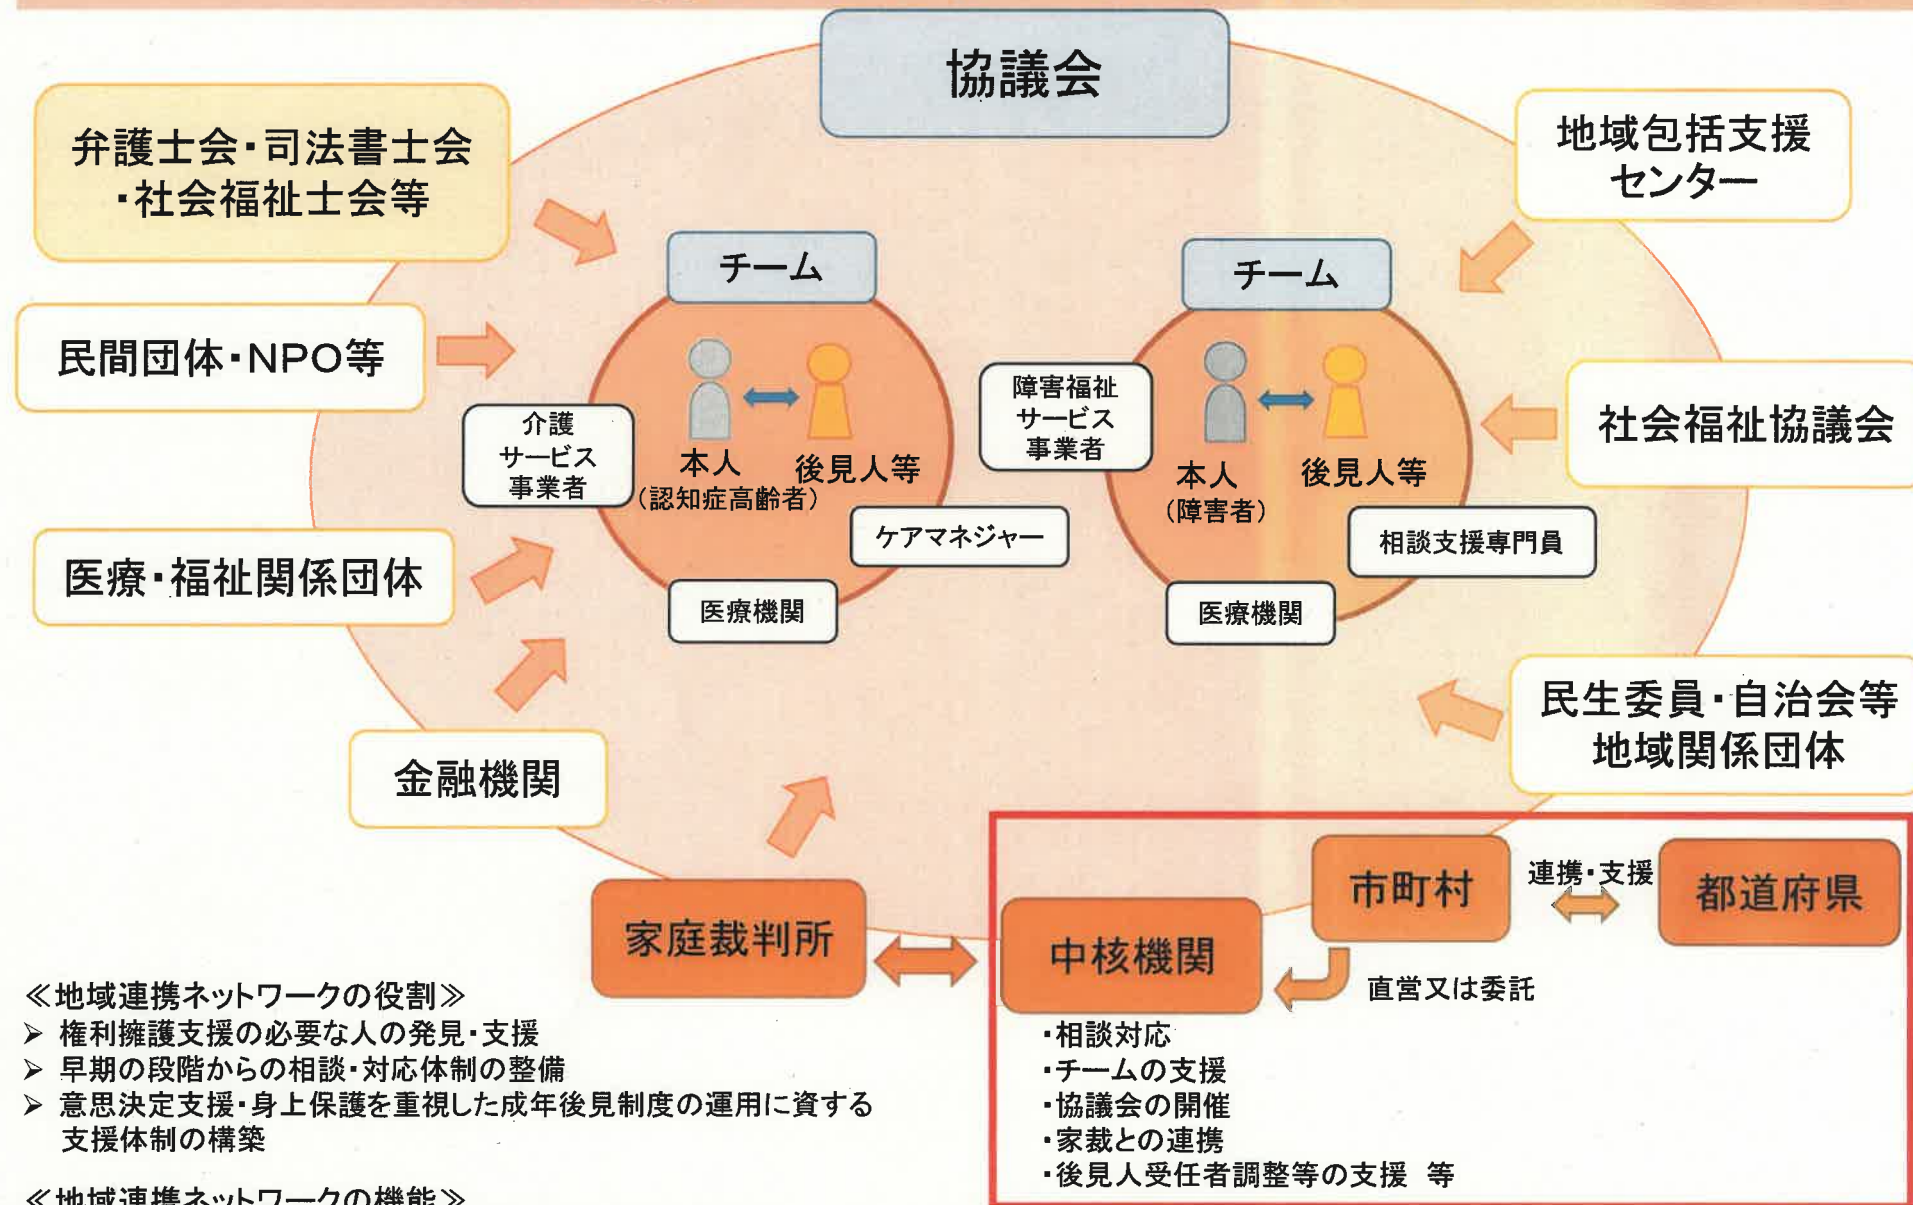 協議会
弁護士会・司法書士会
・社会福祉士会等
地域包括支援
センター
チーム
チーム
民間団体・NPO等
介護
サービス
事業者
本人
(認知症高齢者)
後見人等
ケアマネジャー
医療機関
障害福祉
サービス
事業者
本人
(障害者)
後見人等
相談支援専門員
医療機関
社会福祉協議会
医療・福祉関係団体
民生委員・自治会等
地域関係団体
金融機関
家庭裁判所
中核機関
市町村
連携・支援
都道府県
直営又は委託
・相談対応
・チームの支援
・協議会の開催
・家裁との連携
・後見人受任者調整等の支援 等
≪地域連携ネットワークの役割≫
➢ 権利擁護支援の必要な人の発見・支援
➢ 早期の段階からの相談・対応体制の整備
➢ 意思決定支援・身上保護を重視した成年後見制度の運用に資する
支援体制の構築
≪地域連携ネットワークの機能≫